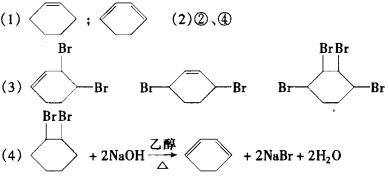 (1) ; (2)②、④
Br Br Br
(3) Br Br Br Br Br
Br Br
(4) + 2NaOH 乙醇 △ + 2NaBr + 2H₂O